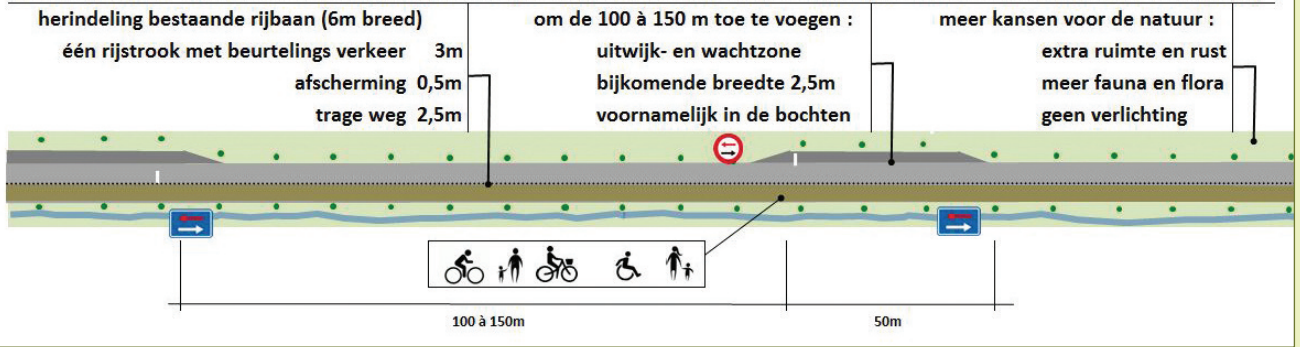 herindeling bestaande rijbaan (6m breed)
één rijstrook met beurtelings verkeer 3m
afscherming 0,5m
trage weg 2,5m
om de 100 à 150 m toe te voegen :
uitwijk- en wachtzone
bijkomende breedte 2,5m
voornamelijk in de bochten
meer kansen voor de natuur :
extra ruimte en rust
meer fauna en flora
geen verlichting
100 à 150m
50m